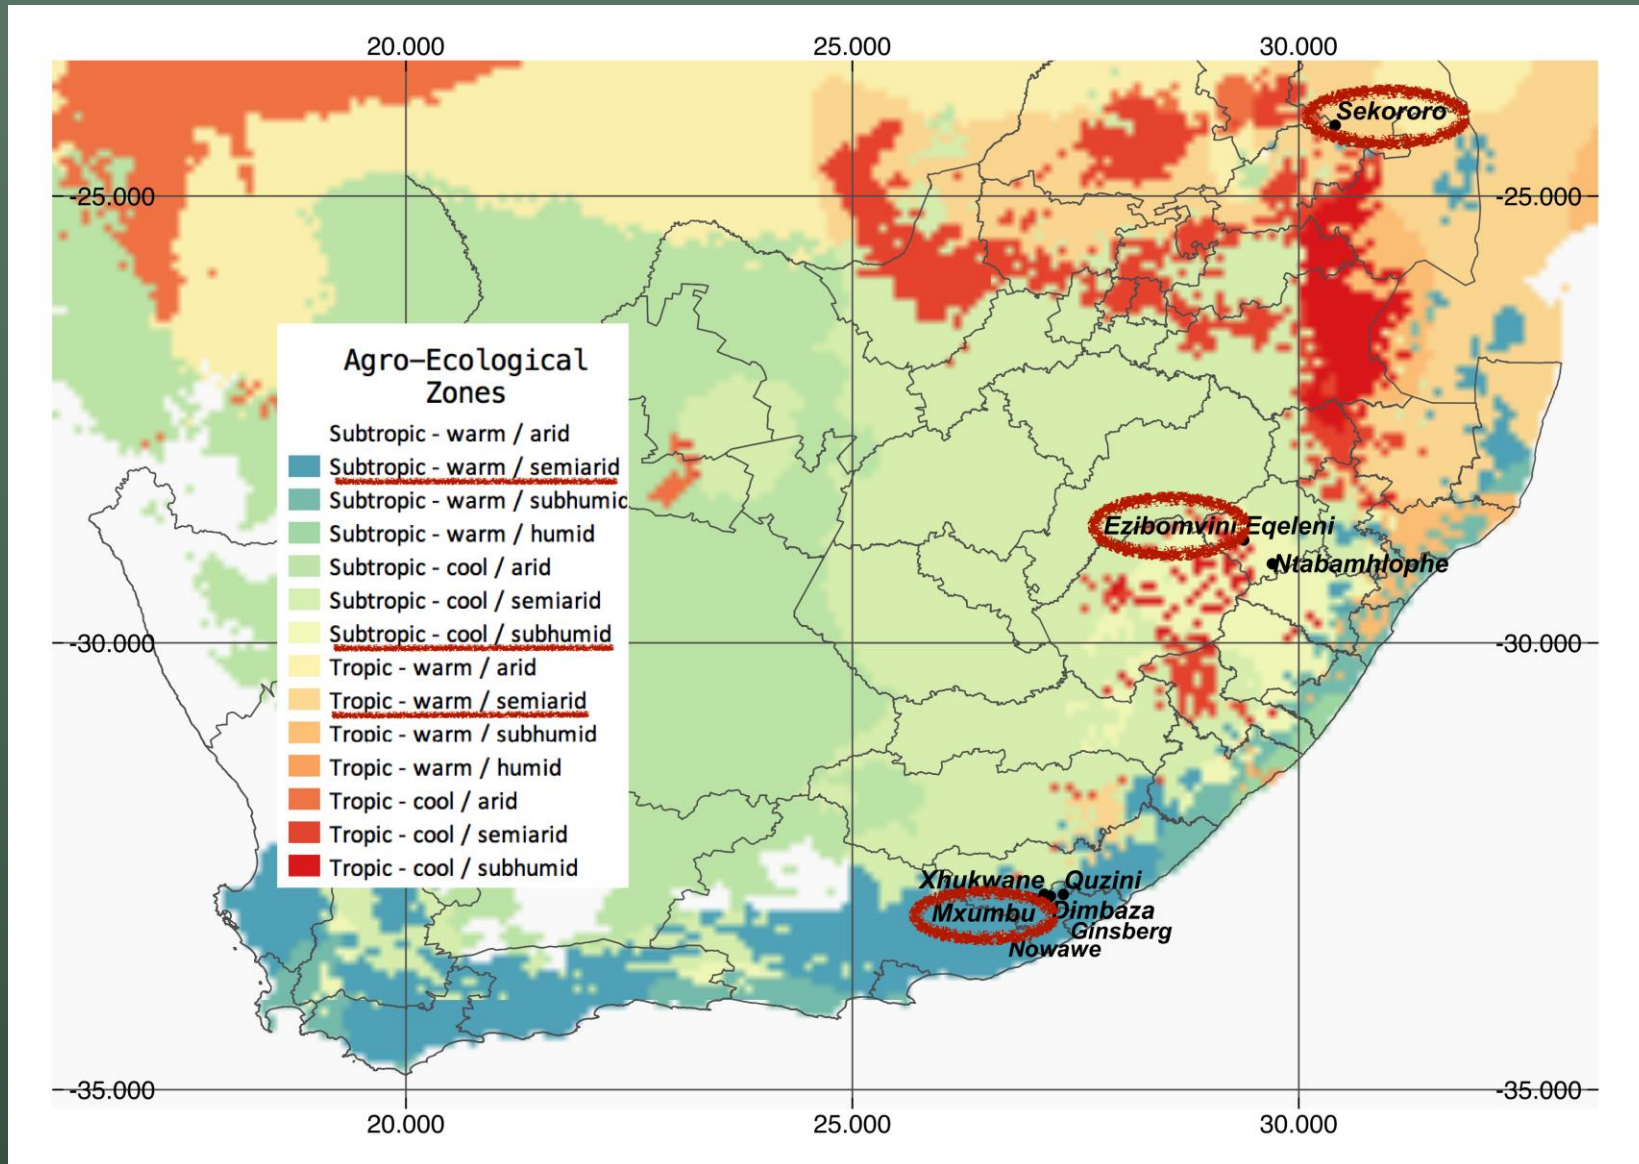 20.000 25.000 30.000
Sekororo
-25.000 -25.000
Agro-Ecological
Zones
Subtropic - warm / arid
Subtropic - warm / semiarid
Subtropic - warm / subhumid
Subtropic - warm / humid
Subtropic - cool / arid
Subtropic - cool / semiarid
Subtropic - cool / subhumid
Tropic - warm / arid
Tropic - warm / semiarid
Tropic - warm / subhumid
Tropic - warm / humid
Tropic - cool / arid
Tropic - cool / semiarid
Tropic - cool / subhumid
Ezibomvini Eqeleni
Ntabamhlophe
-30.000 -30.000
Xhukwane Quzini
Mxumbu Dimbaza
Ginsberg
Nowawe
-35.000 -35.000
20.000 25.000 30.000